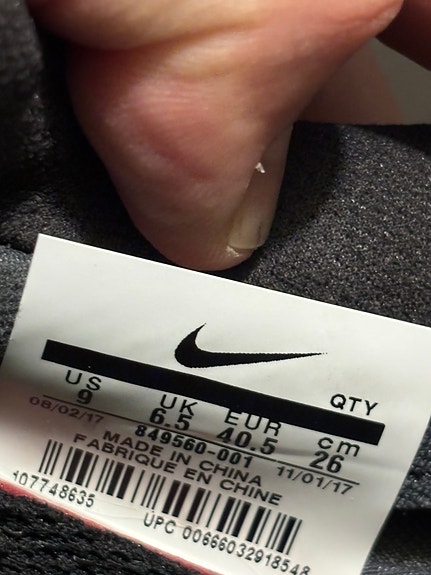 QTY
US UK EUR cm
9 6.5 40.5 26
08/02/17 849560-001 11/01/17
MADE IN CHINA
FABRIQUE EN CHINE
107748635
UPC 00666032918548